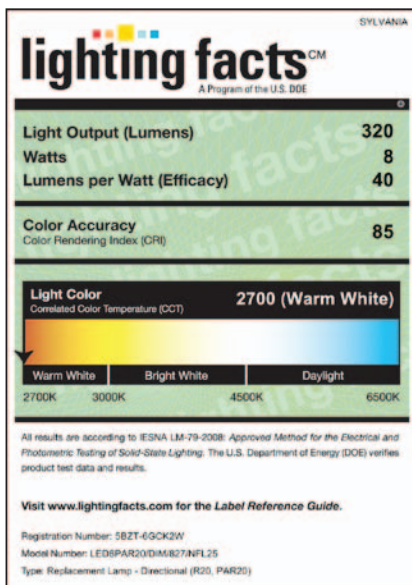 SYLVANIA
lighting facts CM
A Program of the U.S. DOE
Light Output (Lumens) 320
Watts 8
Lumens per Watt (Efficacy) 40
Color Accuracy 85
Color Rendering Index (CRI)
Light Color 2700 (Warm White)
Correlated Color Temperature (CCT)
Warm White Bright White Daylight
2700K 3000K 4500K 6500K
All results are according to IESNA LM-79-2008: Approved Method for the Electrical and
Photometric Testing of Solid-State Lighting. The U.S. Department of Energy (DOE) verifies
product test data and results.
Visit www.lightingfacts.com for the Label Reference Guide.
Registration Number: 5BZT-6GCK2W
Model Number: LED8PAR20/DIM/827/NFL25
Type: Replacement Lamp - Directional (R20, PAR20)